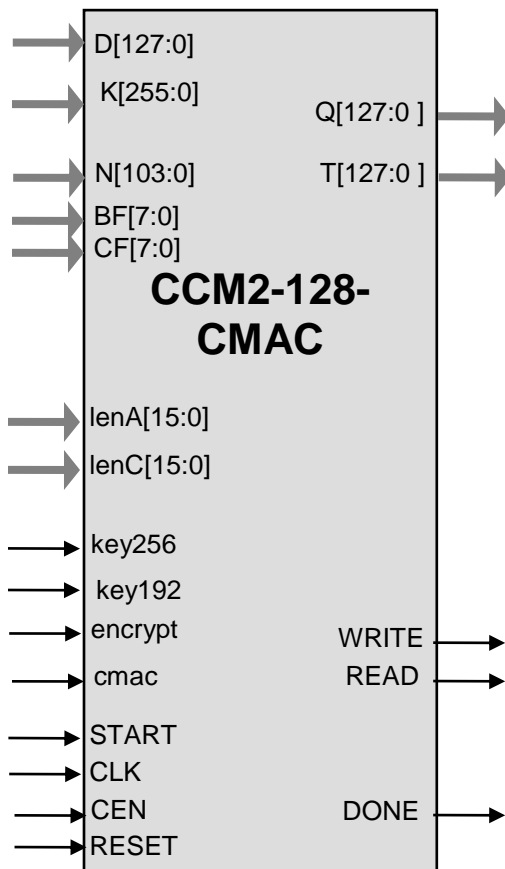 D[127:0]
K[255:0]
Q[127:0 ]
N[103:0]
T[127:0 ]
BF[7:0]
CF[7:0]
CCM2-128-
CMAC
lenA[15:0]
lenC[15:0]
key256
key192
encrypt
WRITE
cmac
READ
START
CLK
CEN
DONE
RESET